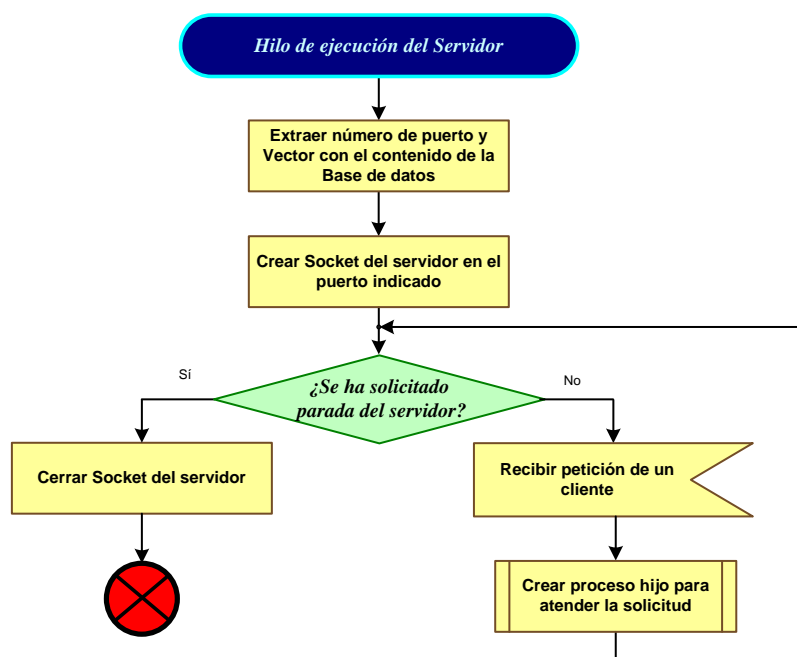 Hilo de ejecución del Servidor
Extraer número de puerto y
Vector con el contenido de la
Base de datos
Crear Socket del servidor en el
puerto indicado
¿Se ha solicitado
parada del servidor?
Sí
No
Cerrar Socket del servidor
Recibir petición de un
cliente
Crear proceso hijo para
atender la solicitud